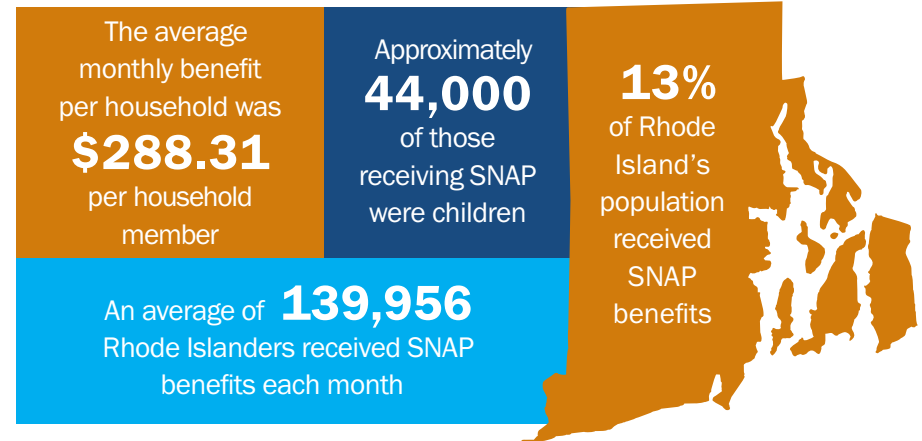 The average
monthly benefit
per household was
$288.31
per household
member
Approximately
44,000
of those
receiving SNAP
were children
13%
of Rhode
Island's
population
received
SNAP
benefits
An average of 139,956
Rhode Islanders received SNAP
benefits each month